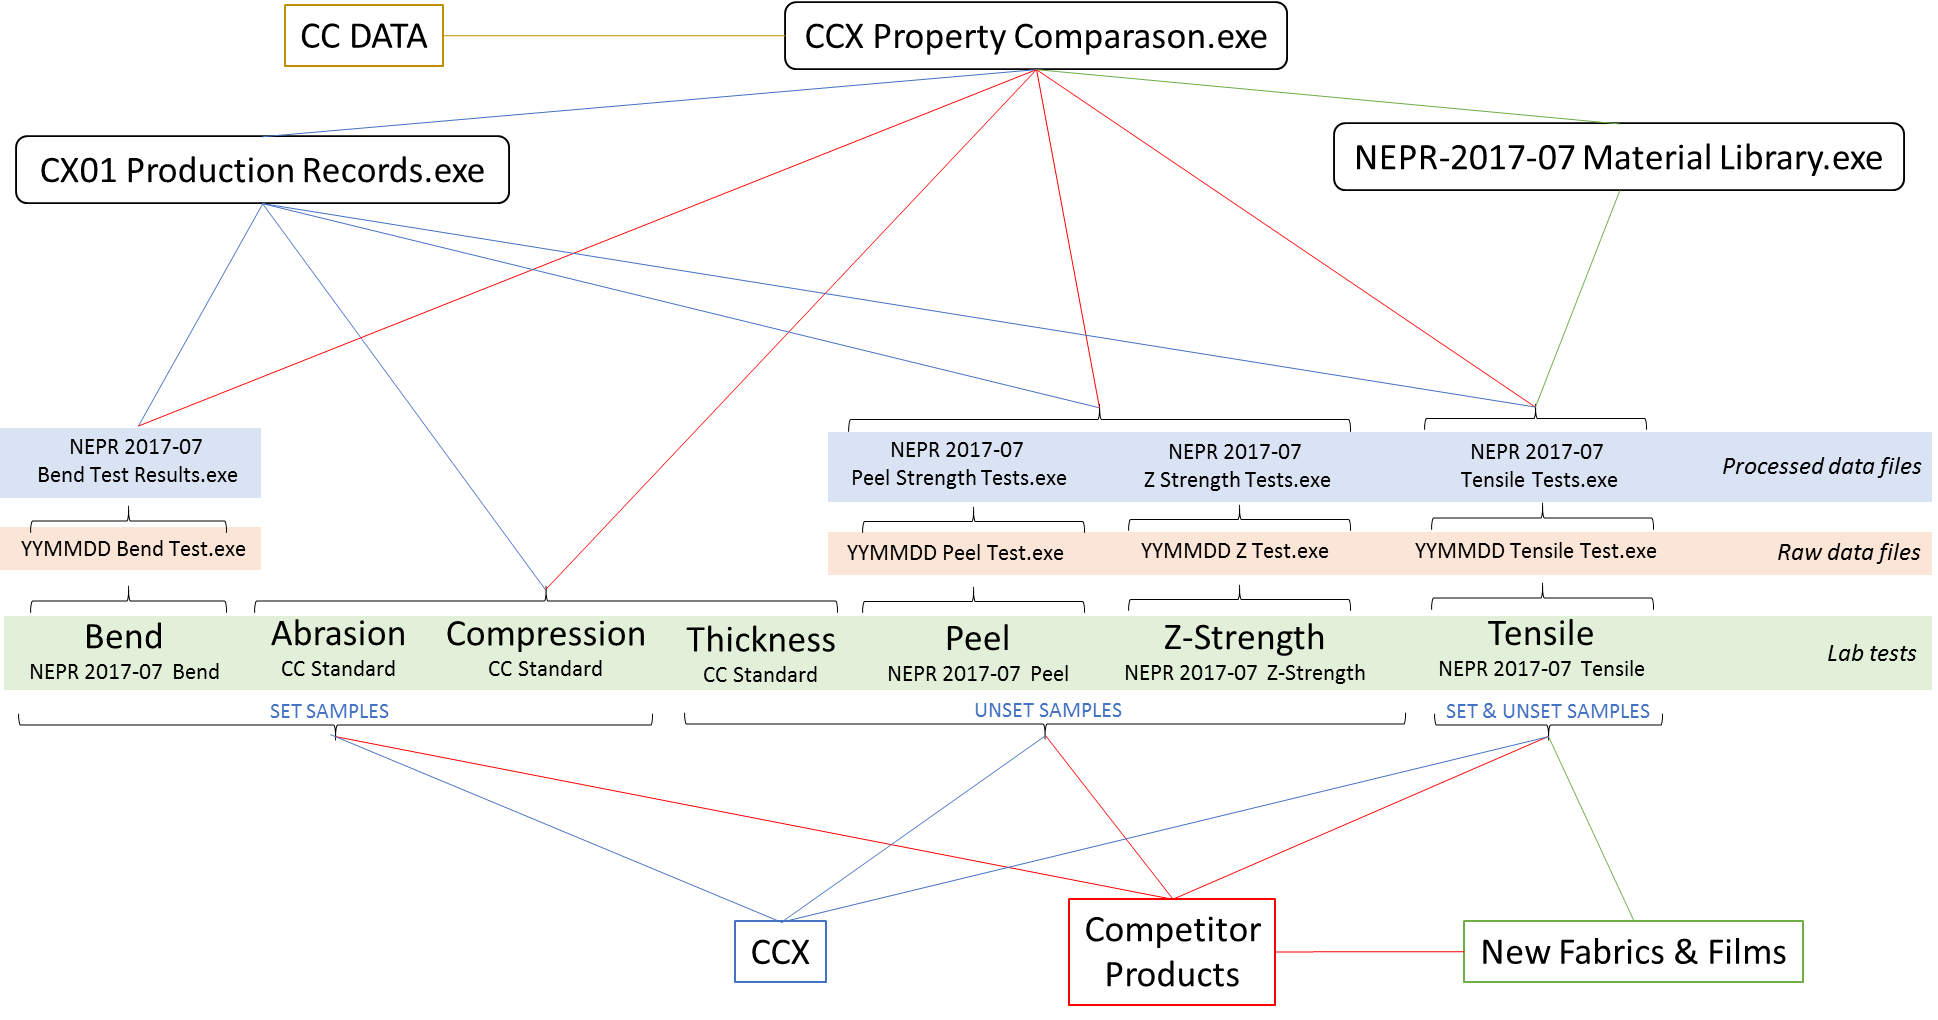 CC DATA
CCX Property Comparason.exe
CX01 Production Records.exe
NEPR-2017-07 Material Library.exe
NEPR 2017-07
Bend Test Results.exe
NEPR 2017-07
Peel Strength Tests.exe
NEPR 2017-07
Z Strength Tests.exe
NEPR 2017-07
Tensile Tests.exe
Processed data files
YYMMDD Bend Test.exe
YYMMDD Peel Test.exe
YYMMDD Z Test.exe
YYMMDD Tensile Test.exe
Raw data files
Bend
NEPR 2017-07 Bend
Abrasion
CC Standard
Compression
CC Standard
Thickness
CC Standard
Peel
NEPR 2017-07 Peel
Z-Strength
NEPR 2017-07 Z-Strength
Tensile
NEPR 2017-07 Tensile
Lab tests
SET SAMPLES
UNSET SAMPLES
SET & UNSET SAMPLES
CCX
Competitor
Products
New Fabrics & Films